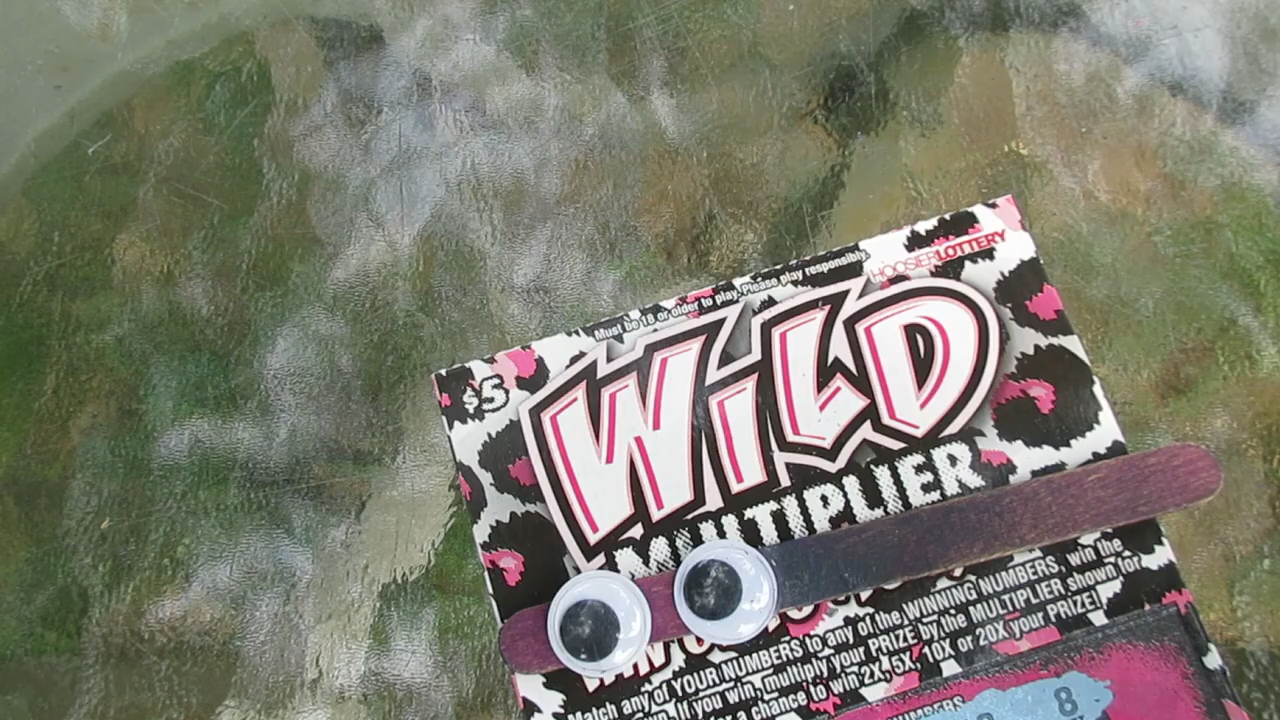 HOOSIERLOTTERY
Must be 18 or older to play. Please play responsibly.
$5
WILD
MULTIPLIER
WIN
Match any of YOUR NUMBERS to any of the WINNING NUMBERS, win the
If you win, multiply your PRIZE by the MULTIPLIER shown for
a chance to win 2X, 5X, 10X or 20X your PRIZE!
NUMBERS
8